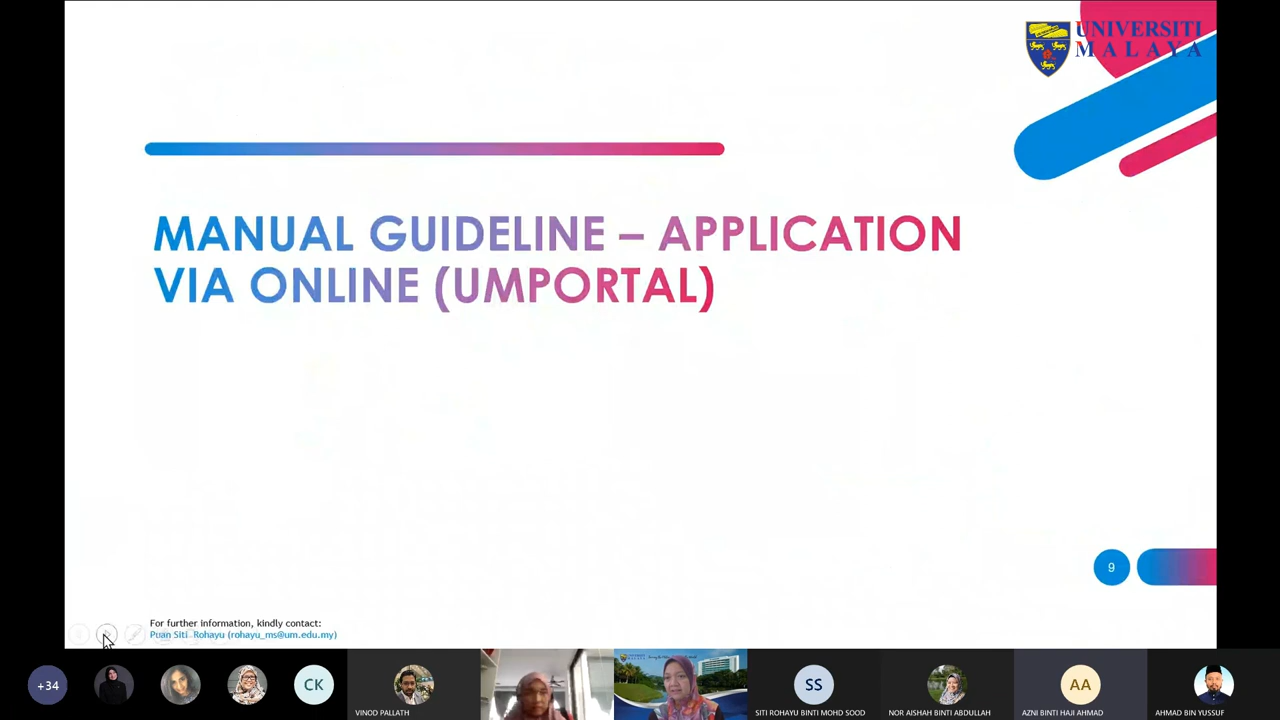 UNIVERSITI
MALAYA
MANUAL GUIDELINE – APPLICATION
VIA ONLINE (UMPORTAL)
9
For further information, kindly contact:
Puan Siti Rohayu (rohayu_ms@um.edu.my)
+34
CK
VINOD PALLATH
SS
SITI ROHAYU BINTI MOHD SOOD
NOR AISHAH BINTI ABDULLAH
AA
AZNI BINTI HAJI AHMAD
AHMAD BIN YUSSUF